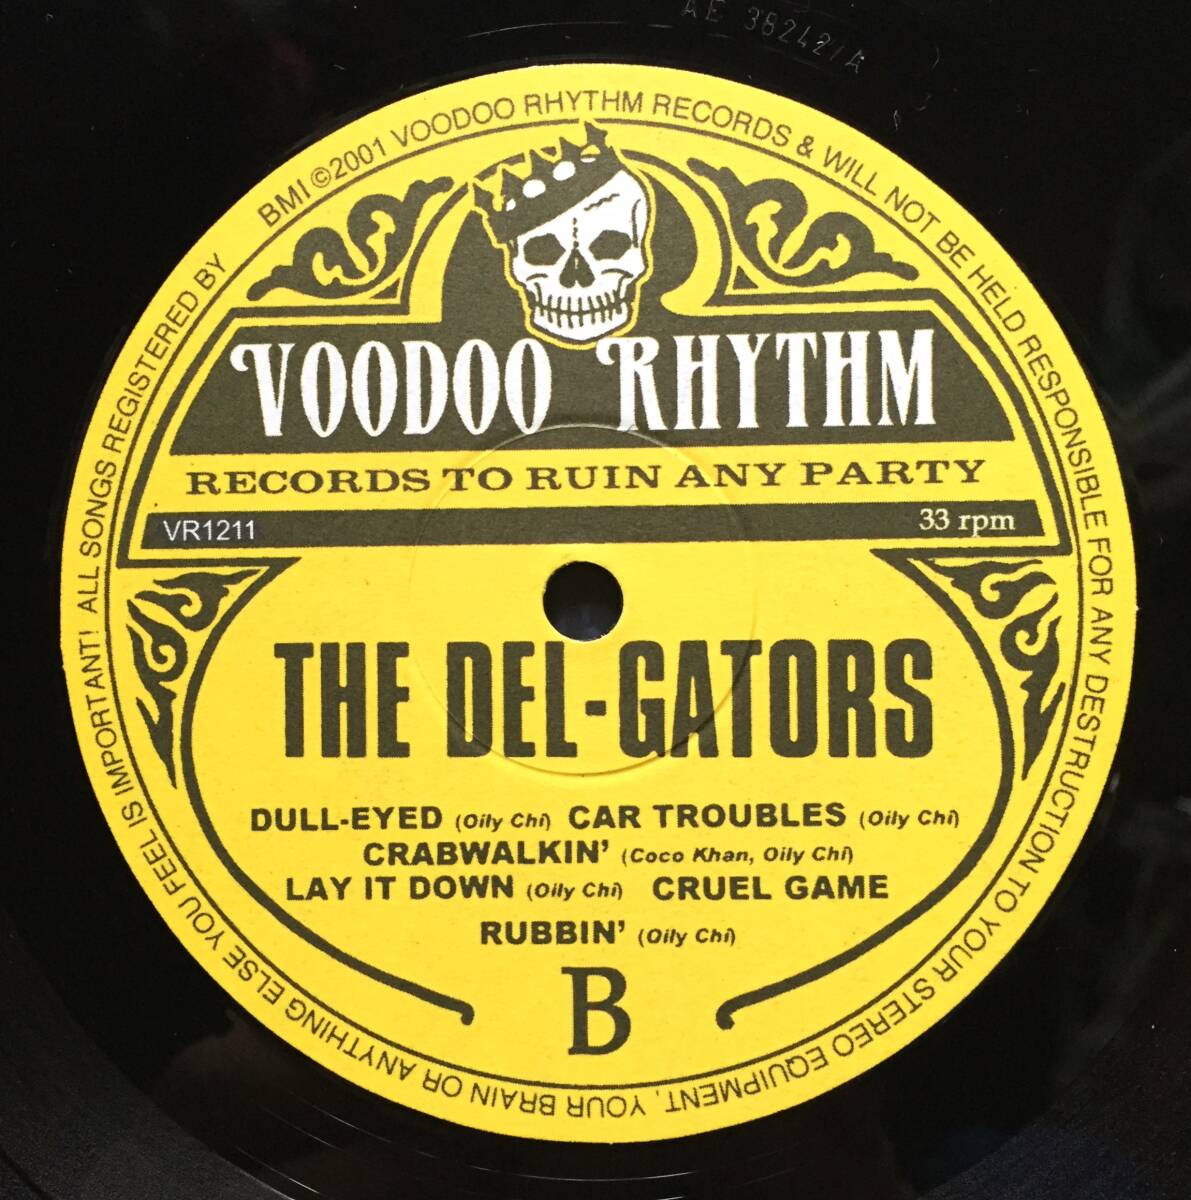 AE 38242/A
BMI ©2001 VOODOO RHYTHM RECORDS & WILL NOT BE HELD RESPONSIBLE FOR ANY DESTRUCTION TO YOUR STEREO EQUIPMENT, YOUR BRAIN OR ANYTHING ELSE YOU FEEL IS IMPORTANT! ALL SONGS REGISTERED BY
VOODOO RHYTHM
RECORDS TO RUIN ANY PARTY
VR1211 33 rpm
THE DEL-GATORS
DULL-EYED (Oily Chi) CAR TROUBLES (Oily Chi)
CRABWALKIN' (Coco Khan, Oily Chi)
LAY IT DOWN (Oily Chi) CRUEL GAME
RUBBIN' (Oily Chi)
B